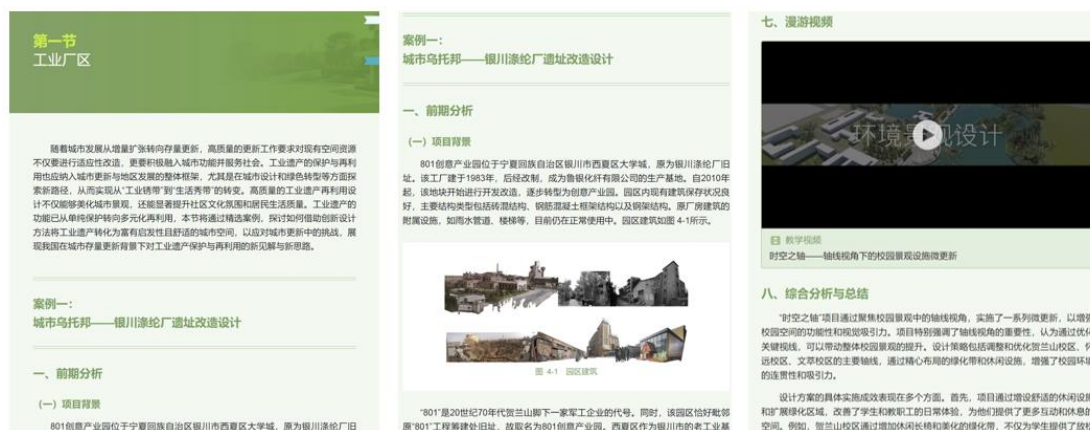 第一节
工业厂区
随着城市发展从增量扩张转向存量更新，高质量的更新工作要求对现有空间资源
不仅要进行适应性改造，更要积极融入城市功能并服务社会。工业遗产的保护与再利
用也应纳入城市更新与地区发展的整体框架，尤其是在城市设计和绿色转型等方面探
索新路径，从而实现从“工业锈带”到“生活秀带”的转变。高质量的工业遗产再利用设
计不仅能够美化城市景观，还能显著提升社区文化氛围和居民生活质量。工业遗产的
功能已从单纯保护转向多元化再利用，本节将通过精选案例，探讨如何借助创新设计
方法将工业遗产转化为富有启发性且舒适的城市空间，以应对城市更新中的挑战，展
现我国在城市存量更新背景下对工业遗产保护与再利用的新见解与新思路。
案例一：
城市乌托邦——银川涤纶厂遗址改造设计
一、前期分析
（一）项目背景
801创意产业园位于宁夏回族自治区银川市西夏区大学城，原为银川涤纶厂旧
案例一：
城市乌托邦——银川涤纶厂遗址改造设计
一、前期分析
（一）项目背景
801创意产业园位于宁夏回族自治区银川市西夏区大学城，原为银川涤纶厂旧
址。该工厂建于1983年，后经改制，成为鲁银化纤有限公司的生产基地。自2010年
起，该地块开始进行开发改造，逐步转型为创意产业园。园区内现有建筑保存状况良
好，主要结构类型包括砖混结构、钢筋混凝土框架结构以及钢架结构。原厂房建筑的
附属设施，如雨水管道、楼梯等，目前仍在正常使用中。园区建筑如图 4-1所示。
图 4-1 园区建筑
“801”是20世纪70年代贺兰山脚下一家军工企业的代号。同时，该园区恰好毗邻
原“801”工程筹建处旧址，故取名为801创意产业园。西夏区作为银川市的老工业基
七、漫游视频
环境景观设计
教学视频
时空之轴——轴线视角下的校园景观设施微更新
八、综合分析与总结
“时空之轴”项目通过聚焦校园景观中的轴线视角，实施了一系列微更新，以增强
校园空间的功能性和视觉吸引力。项目特别强调了轴线视角的重要性，认为通过优化
关键视线，可以带动整体校园景观的提升。设计策略包括调整和优化贺兰山校区、怀
远校区、文萃校区的主要轴线，通过精心布局的绿化带和休闲设施，增强了校园环境
的连贯性和吸引力。
设计方案的具体实施成效表现在多个方面。首先，项目通过增设舒适的休闲设施
和扩展绿化区域，改善了学生和教职工的日常体验，为他们提供了更多互动和休息的
空间。例如，贺兰山校区通过增加休闲长椅和美化的绿化带，不仅为学生提供了放松